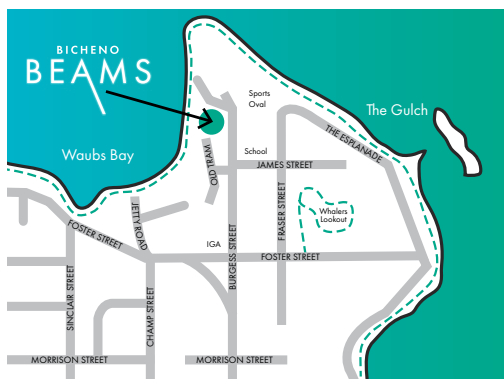 BICHENO
BEAMS
Sports
Oval
The Gulch
THE ESPLANADE
Waubs Bay
School
JAMES STREET
OLD TRAM
JETTY ROAD
Whalers
Lookout
FRASER STREET
FOSTER STREET
IGA
BURGESS STREET
FOSTER STREET
SINCLAIR STREET
CHAMP STREET
MORRISON STREET
MORRISON STREET